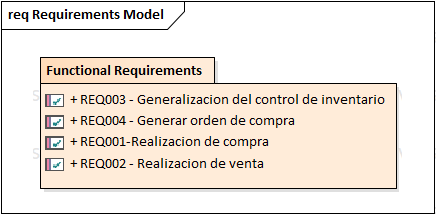 req Requirements Model
Functional Requirements
+ REQ003 - Generalizacion del control de inventario
+ REQ004 - Generar orden de compra
+ REQ001-Realizacion de compra
+ REQ002 - Realizacion de venta